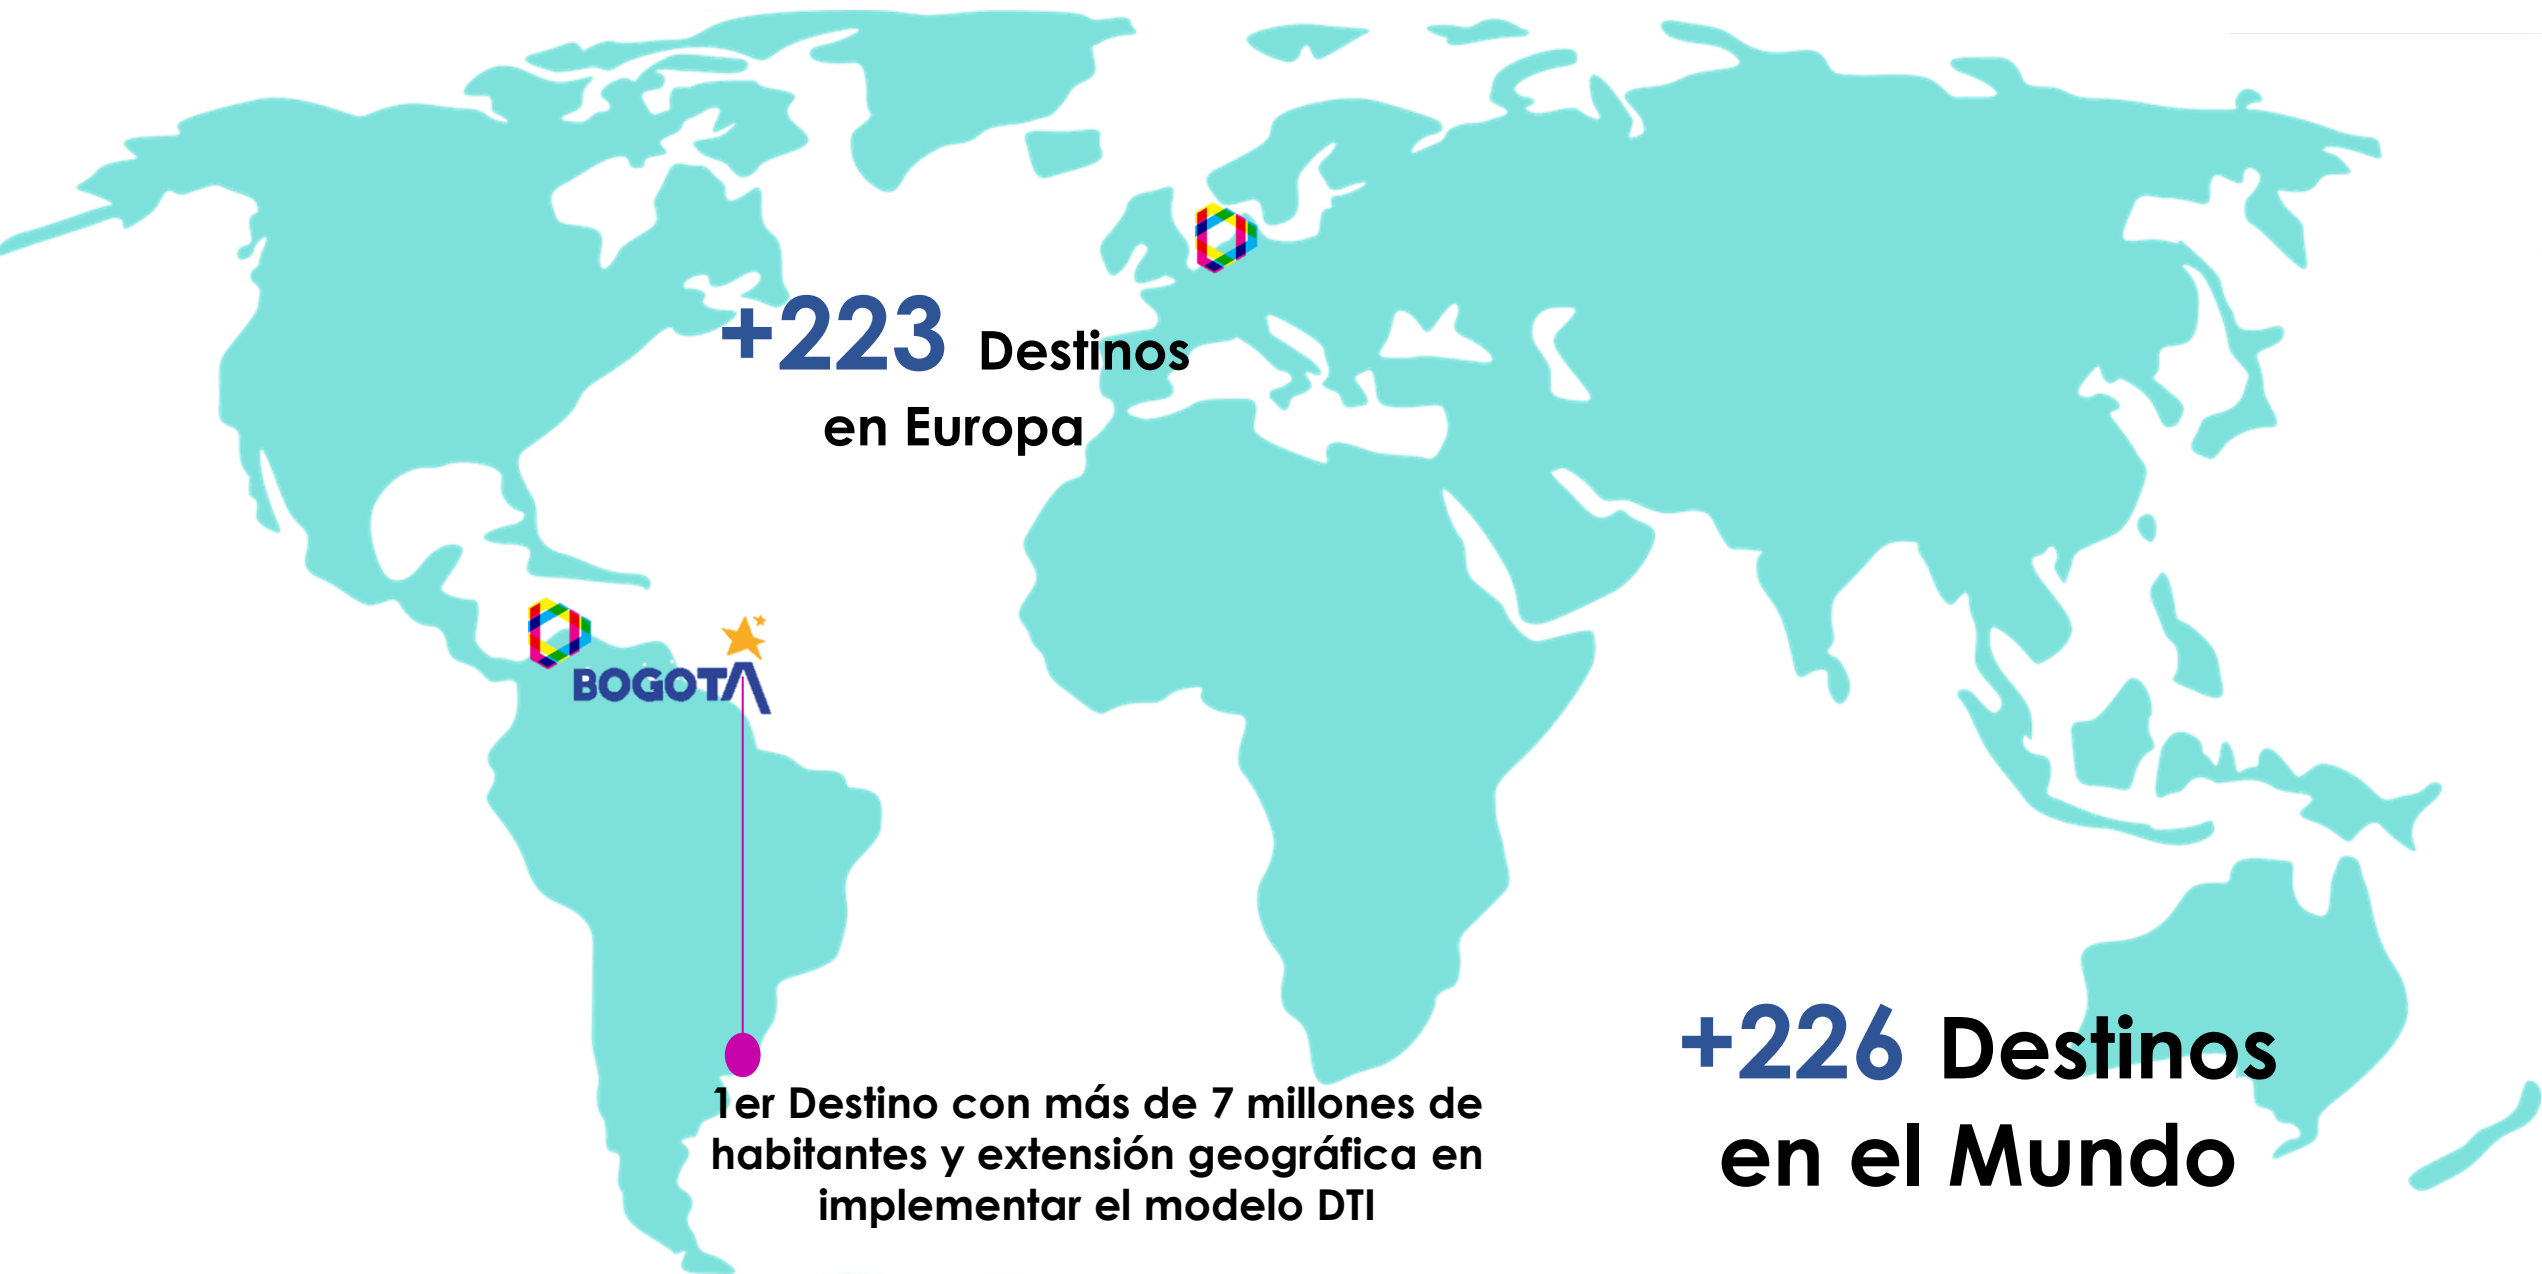 +223 Destinos
en Europa
BOGOTÁ
1er Destino con más de 7 millones de
habitantes y extensión geográfica en
implementar el modelo DTI
+226 Destinos
en el Mundo